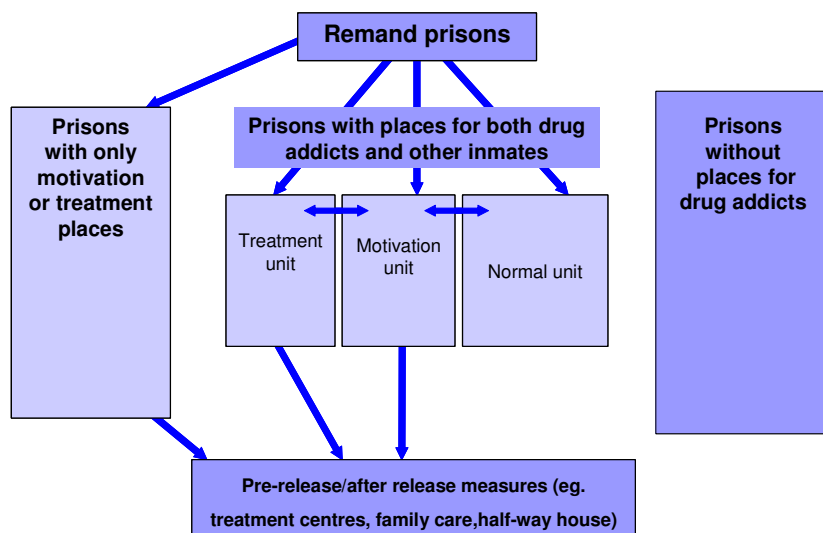 Remand prisons
Prisons
with only
motivation
or treatment
places
Prisons with places for both drug
addicts and other inmates
Prisons
without
places for
drug addicts
Treatment
unit
Motivation
unit
Normal unit
Pre-release/after release measures (eg.
treatment centres, family care,half-way house)